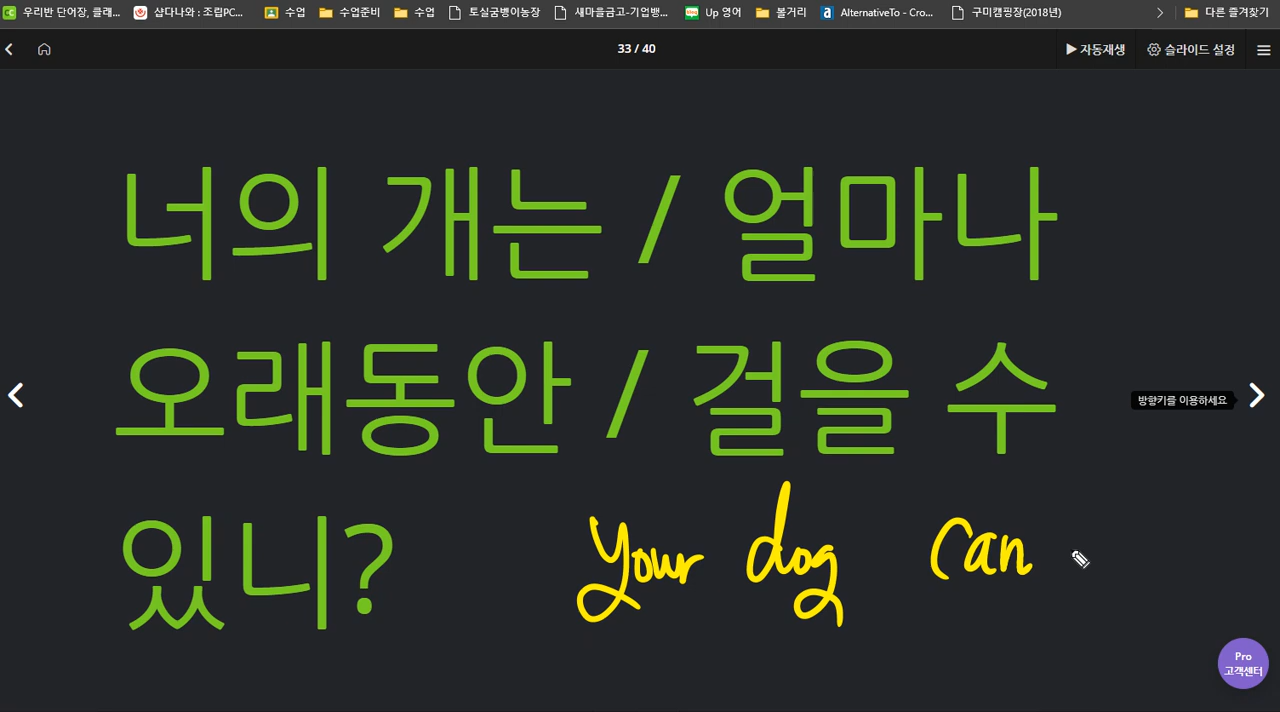 우리반 단어장, 클래... 샵다나와 : 조립PC... 수업 수업준비 수업 토실굼벵이농장 새마을금고-기업뱅... Up 영어 볼거리 AlternativeTo - Cro... 구미캠핑장(2018년) 다른 즐겨찾기
33 / 40 자동재생 슬라이드 설정
너의 개는 / 얼마나
오래동안 / 걸을 수
방향키를 이용하세요
있니? Your dog can
Pro
고객센터